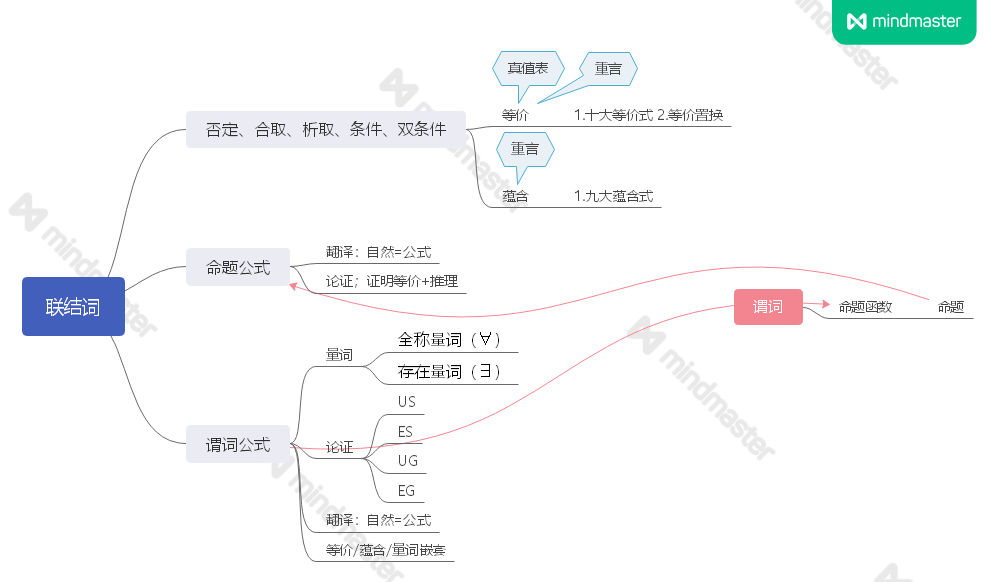 mindmaster
真值表
重言
等价
1.十大等价式 2.等价置换
否定、合取、析取、条件、双条件
重言
蕴含
1.九大蕴含式
命题公式
翻译：自然=公式
论证；证明等价+推理
联结词
谓词
命题函数
命题
量词
全称量词（∀）
存在量词（∃）
谓词公式
论证
US
ES
UG
EG
翻译：自然=公式
等价/蕴含/量词嵌套
mindmaster
mindmaster
mindmaster
mindmaster
mindmaster